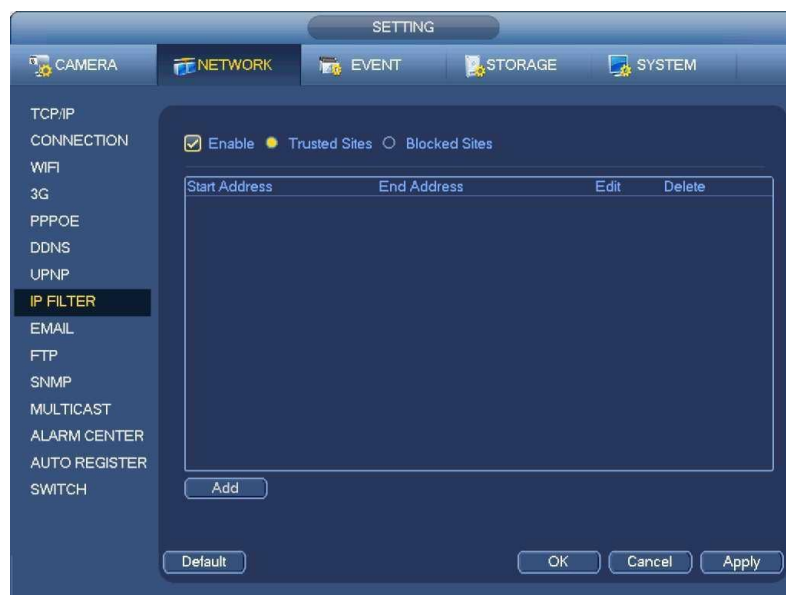 SETTING
CAMERA NETWORK EVENT STORAGE SYSTEM
TCP/IP
CONNECTION
WIFI
3G
PPPOE
DDNS
UPNP
IP FILTER
EMAIL
FTP
SNMP
MULTICAST
ALARM CENTER
AUTO REGISTER
SWITCH
Enable Trusted Sites Blocked Sites
Start Address End Address Edit Delete
Add
Default OK Cancel Apply